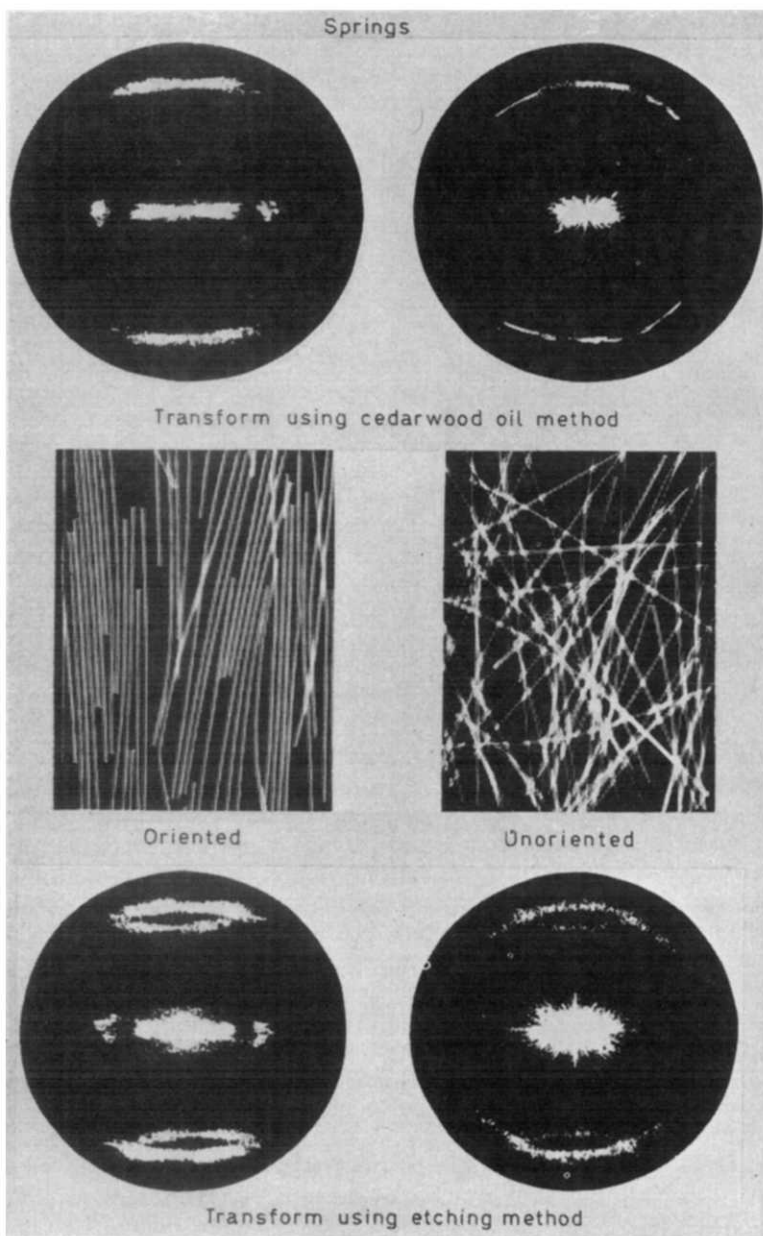 Springs
Transform using cedarwood oil method
Oriented
Unoriented
Transform using etching method